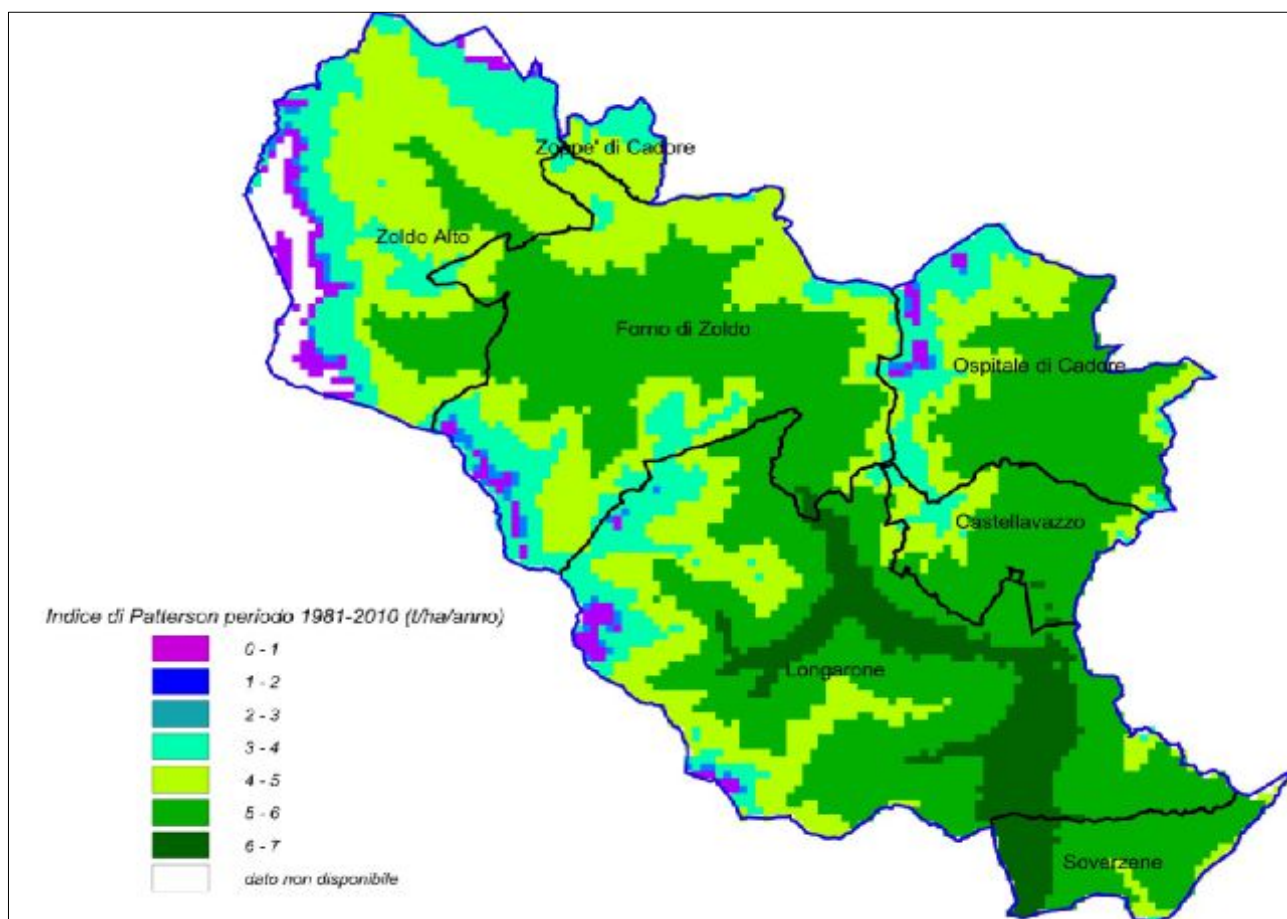 Zoppe' di Cadore
Zoldo Alto
Forno di Zoldo
Ospitale di Cadore
Castellavazzo
Longarone
Soverzene
Indice di Patterson periodo 1981-2010 (t/ha/anno)
0 - 1
1 - 2
2 - 3
3 - 4
4 - 5
5 - 6
6 - 7
dato non disponibile